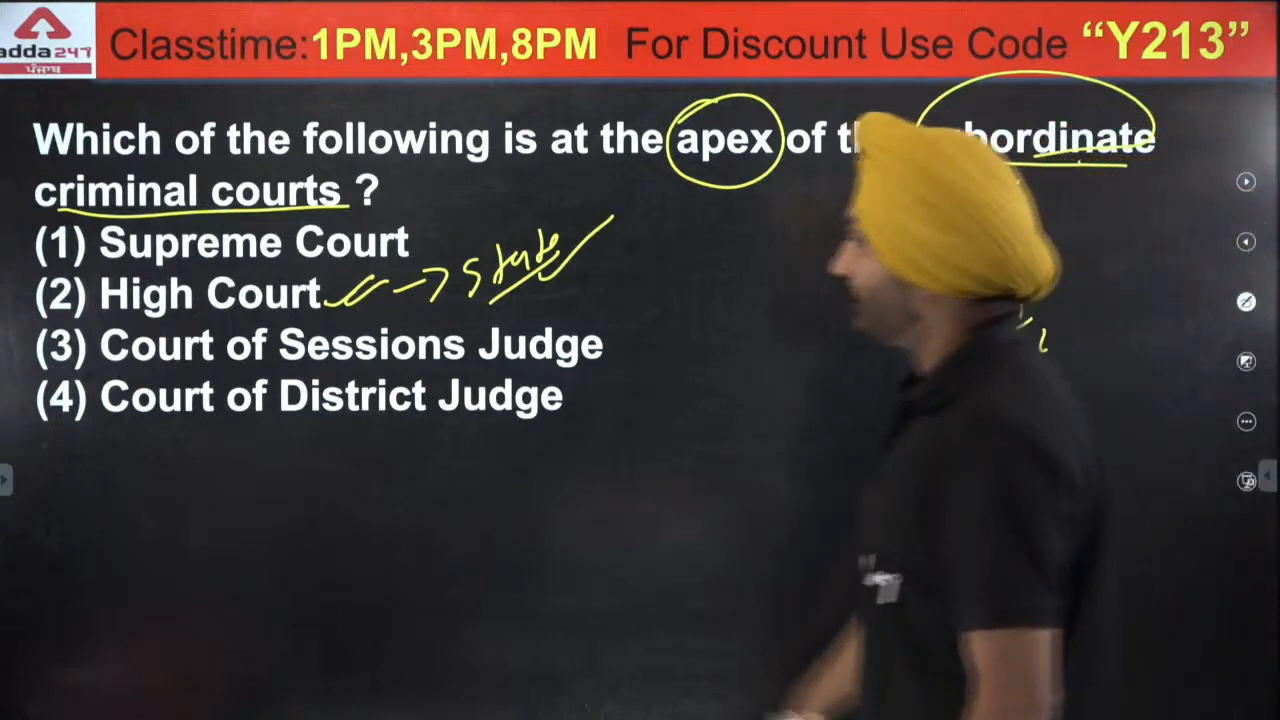 adda247
ਪੰਜਾਬ
Classtime:1PM,3PM,8PM For Discount Use Code “Y213”
Which of the following is at the apex of bordinate
criminal courts ?
(1) Supreme Court
(2) High Court → State
(3) Court of Sessions Judge
(4) Court of District Judge